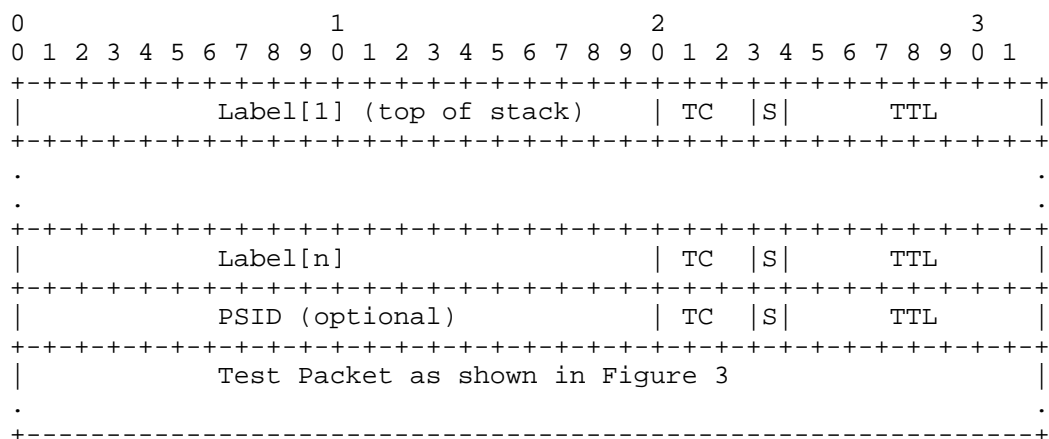 0                   1                   2                   3
0 1 2 3 4 5 6 7 8 9 0 1 2 3 4 5 6 7 8 9 0 1 2 3 4 5 6 7 8 9 0 1
+-+-+-+-+-+-+-+-+-+-+-+-+-+-+-+-+-+-+-+-+-+-+-+-+-+-+-+-+-+-+-+-+
|            Label[1] (top of stack)    | TC  |S|      TTL      |
+-+-+-+-+-+-+-+-+-+-+-+-+-+-+-+-+-+-+-+-+-+-+-+-+-+-+-+-+-+-+-+-+
.                                                               .
.                                                               .
+-+-+-+-+-+-+-+-+-+-+-+-+-+-+-+-+-+-+-+-+-+-+-+-+-+-+-+-+-+-+-+-+
|            Label[n]                   | TC  |S|      TTL      |
+-+-+-+-+-+-+-+-+-+-+-+-+-+-+-+-+-+-+-+-+-+-+-+-+-+-+-+-+-+-+-+-+
|            PSID (optional)            | TC  |S|      TTL      |
+-+-+-+-+-+-+-+-+-+-+-+-+-+-+-+-+-+-+-+-+-+-+-+-+-+-+-+-+-+-+-+-+
|            Test Packet as shown in Figure 3                   |
.                                                               .
+---------------------------------------------------------------+